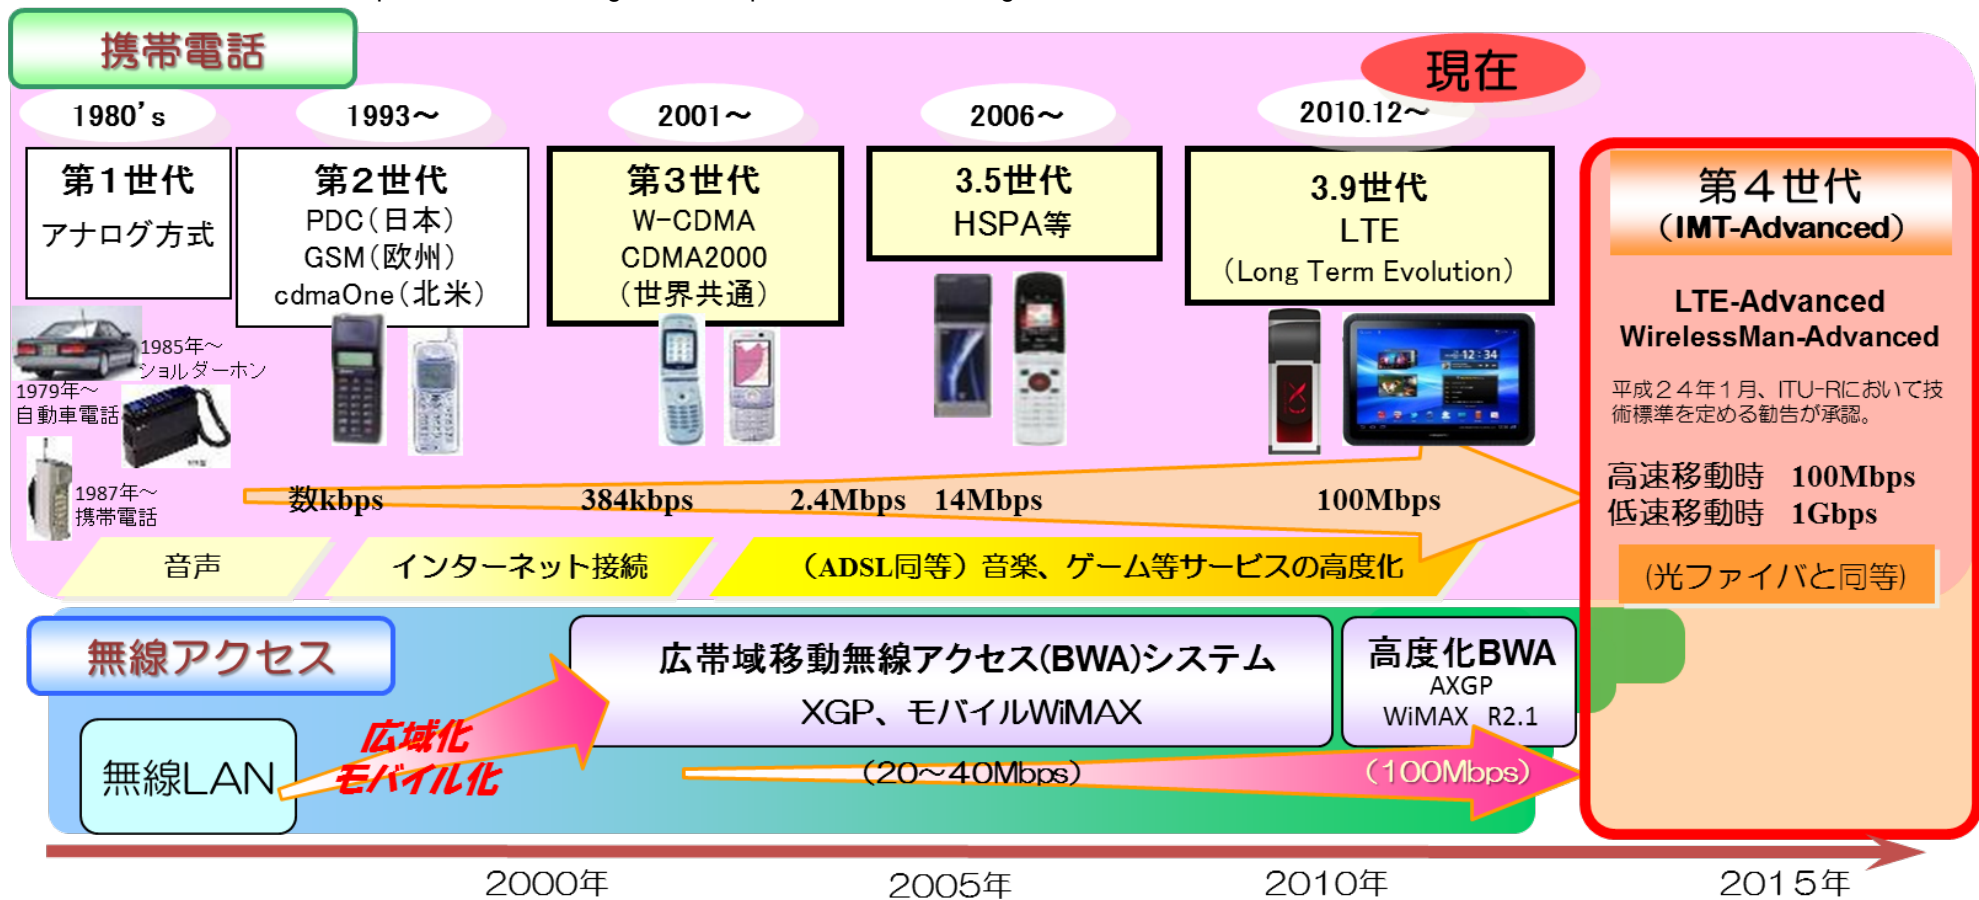 携帯電話
現在
1980's
1993～
2001～
2006～
2010.12～
第１世代
アナログ方式
第２世代
PDC（日本）
GSM（欧州）
cdmaOne（北米）
第３世代
W-CDMA
CDMA2000
（世界共通）
3.5世代
HSPA等
3.9世代
LTE
（Long Term Evolution）
第４世代
（IMT-Advanced）
LTE-Advanced
WirelessMan-Advanced
平成２４年１月、ITU-Rにおいて技
術標準を定める勧告が承認。
高速移動時 100Mbps
低速移動時 1Gbps
(光ファイバと同等)
1985年～
ショルダーホン
1979年～
自動車電話
1987年～
携帯電話
12:34
数kbps
384kbps
2.4Mbps
14Mbps
100Mbps
音声
インターネット接続
（ADSL同等）音楽、ゲーム等サービスの高度化
無線アクセス
無線LAN
広域化
モバイル化
広帯域移動無線アクセス(BWA)システム
XGP、モバイルWiMAX
高度化BWA
AXGP
WiMAX R2.1
（20～40Mbps）
（100Mbps）
2000年
2005年
2010年
2015年